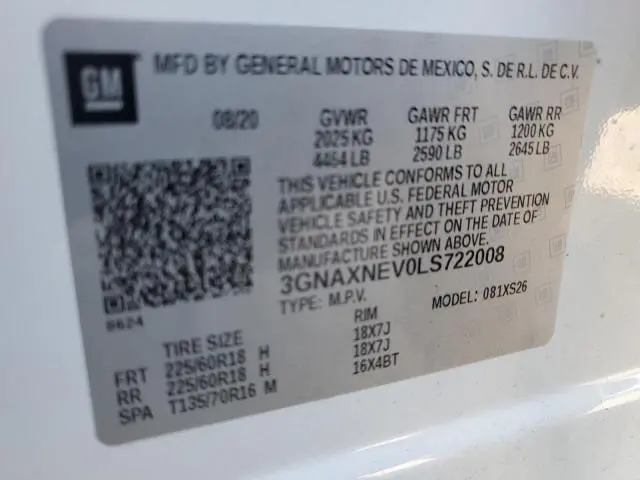 GM
MFD BY GENERAL MOTORS DE MEXICO, S. DE R.L. DE C.V.
08/20 GVWR GAWR FRT GAWR RR
2025 KG 1175 KG 1200 KG
4464 LB 2590 LB 2645 LB
THIS VEHICLE CONFORMS TO ALL
APPLICABLE U.S. FEDERAL MOTOR
VEHICLE SAFETY AND THEFT PREVENTION
STANDARDS IN EFFECT ON THE DATE OF
MANUFACTURE SHOWN ABOVE.
3GNAXNEV0LS722008
TYPE: M.P.V. MODEL: 081XS26
8624
TIRE SIZE RIM
FRT 225/60R18 H 18X7J
RR 225/60R18 H 18X7J
SPA T135/70R16 M 16X4BT